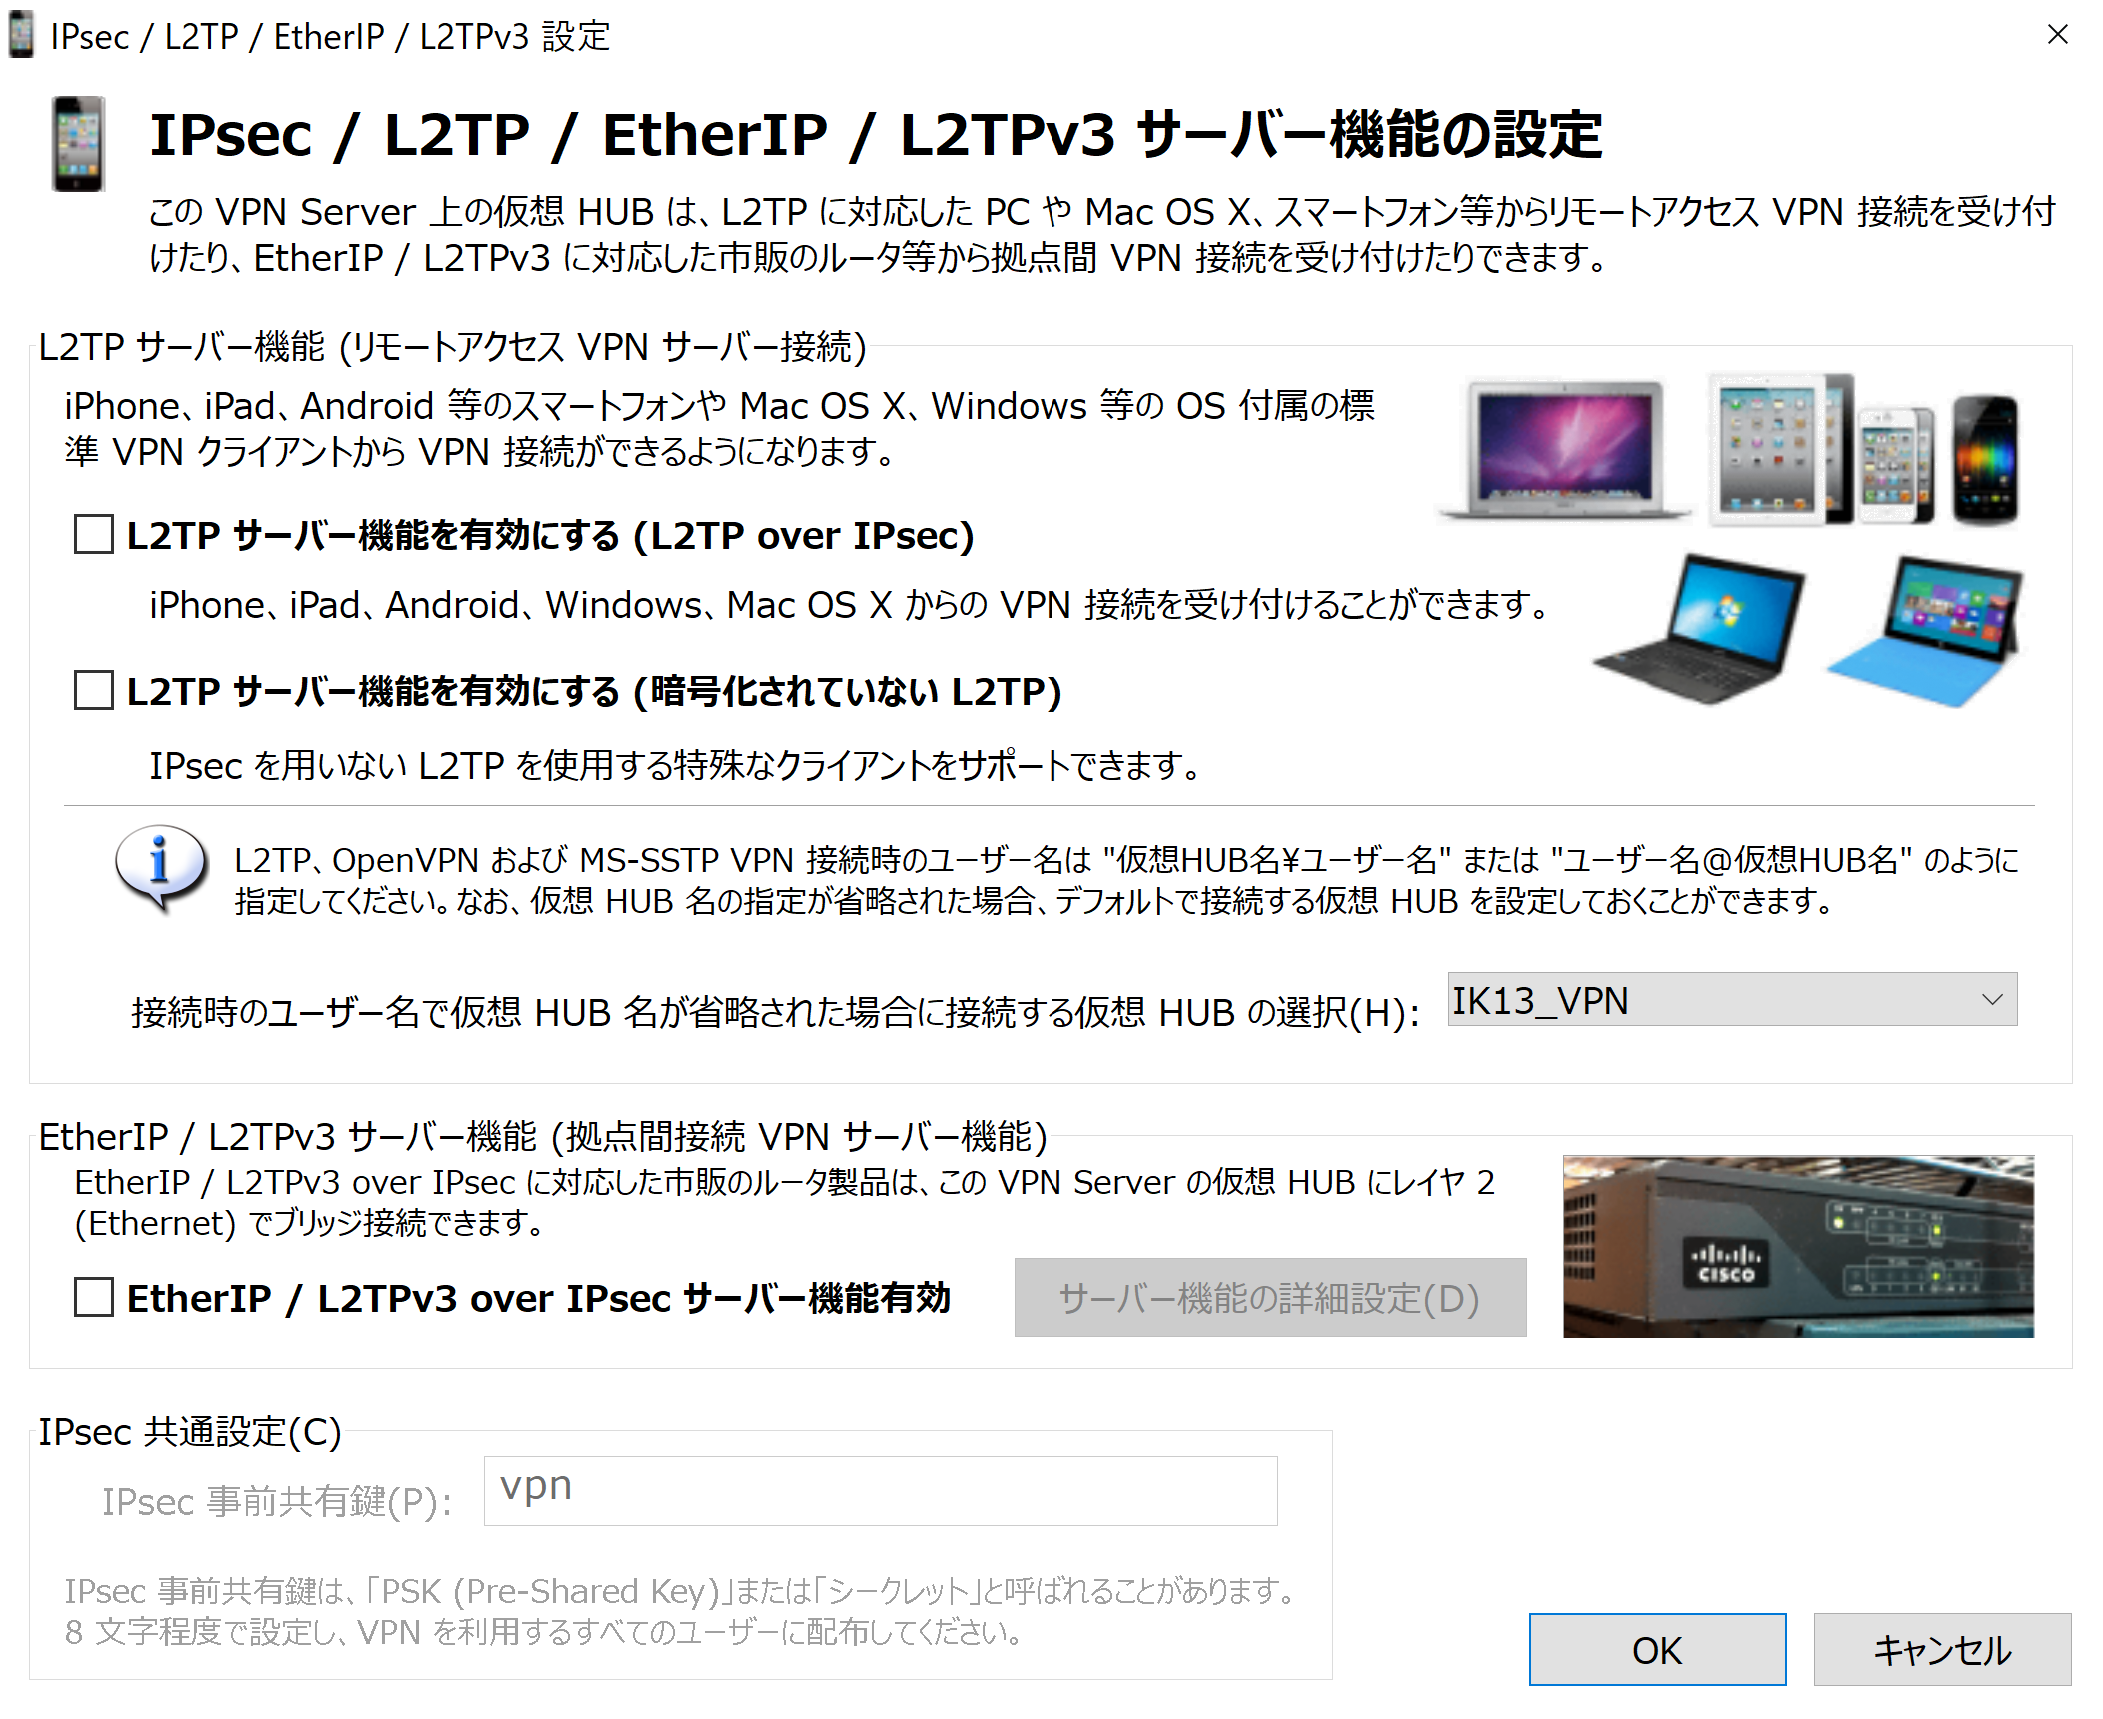 IPsec / L2TP / EtherIP / L2TPv3 設定
IPsec / L2TP / EtherIP / L2TPv3 サーバー機能の設定
この VPN Server 上の仮想 HUB は、L2TP に対応した PC や Mac OS X、スマートフォン等からリモートアクセス VPN 接続を受け付
けたり、EtherIP / L2TPv3 に対応した市販のルータ等から拠点間 VPN 接続を受け付けたりできます。
L2TP サーバー機能 (リモートアクセス VPN サーバー接続)
iPhone、iPad、Android 等のスマートフォンや Mac OS X、Windows 等の OS 付属の標
準 VPN クライアントから VPN 接続ができるようになります。
L2TP サーバー機能を有効にする (L2TP over IPsec)
iPhone、iPad、Android、Windows、Mac OS X からの VPN 接続を受け付けることができます。
L2TP サーバー機能を有効にする (暗号化されていない L2TP)
IPsec を用いない L2TP を使用する特殊なクライアントをサポートできます。
L2TP、OpenVPN および MS-SSTP VPN 接続時のユーザー名は "仮想HUB名¥ユーザー名" または "ユーザー名@仮想HUB名" のように
指定してください。なお、仮想 HUB 名の指定が省略された場合、デフォルトで接続する仮想 HUB を設定しておくことができます。
接続時のユーザー名で仮想 HUB 名が省略された場合に接続する仮想 HUB の選択(H):
IK13_VPN
EtherIP / L2TPv3 サーバー機能 (拠点間接続 VPN サーバー機能)
EtherIP / L2TPv3 over IPsec に対応した市販のルータ製品は、この VPN Server の仮想 HUB にレイヤ 2
(Ethernet) でブリッジ接続できます。
EtherIP / L2TPv3 over IPsec サーバー機能有効
サーバー機能の詳細設定(D)
CISCO
IPsec 共通設定(C)
IPsec 事前共有鍵(P):
vpn
IPsec 事前共有鍵は、「PSK (Pre-Shared Key)」または「シークレット」と呼ばれることがあります。
8 文字程度で設定し、VPN を利用するすべてのユーザーに配布してください。
OK
キャンセル